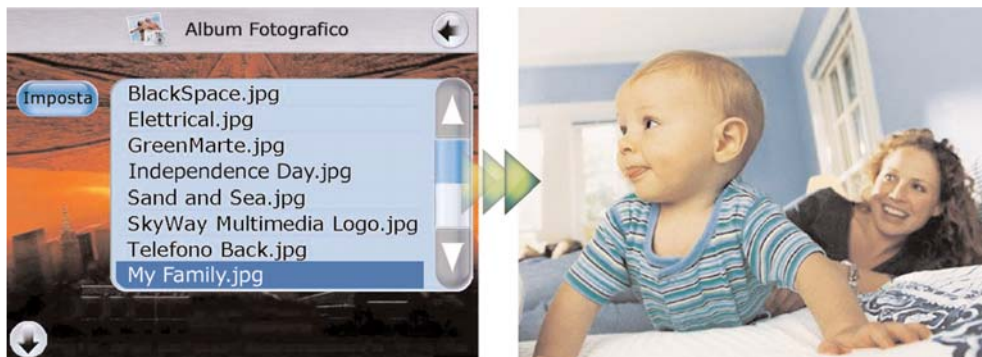 Album Fotografico
Imposta
BlackSpace.jpg
Elettrical.jpg
GreenMarte.jpg
Independence Day.jpg
Sand and Sea.jpg
SkyWay Multimedia Logo.jpg
Telefono Back.jpg
My Family.jpg